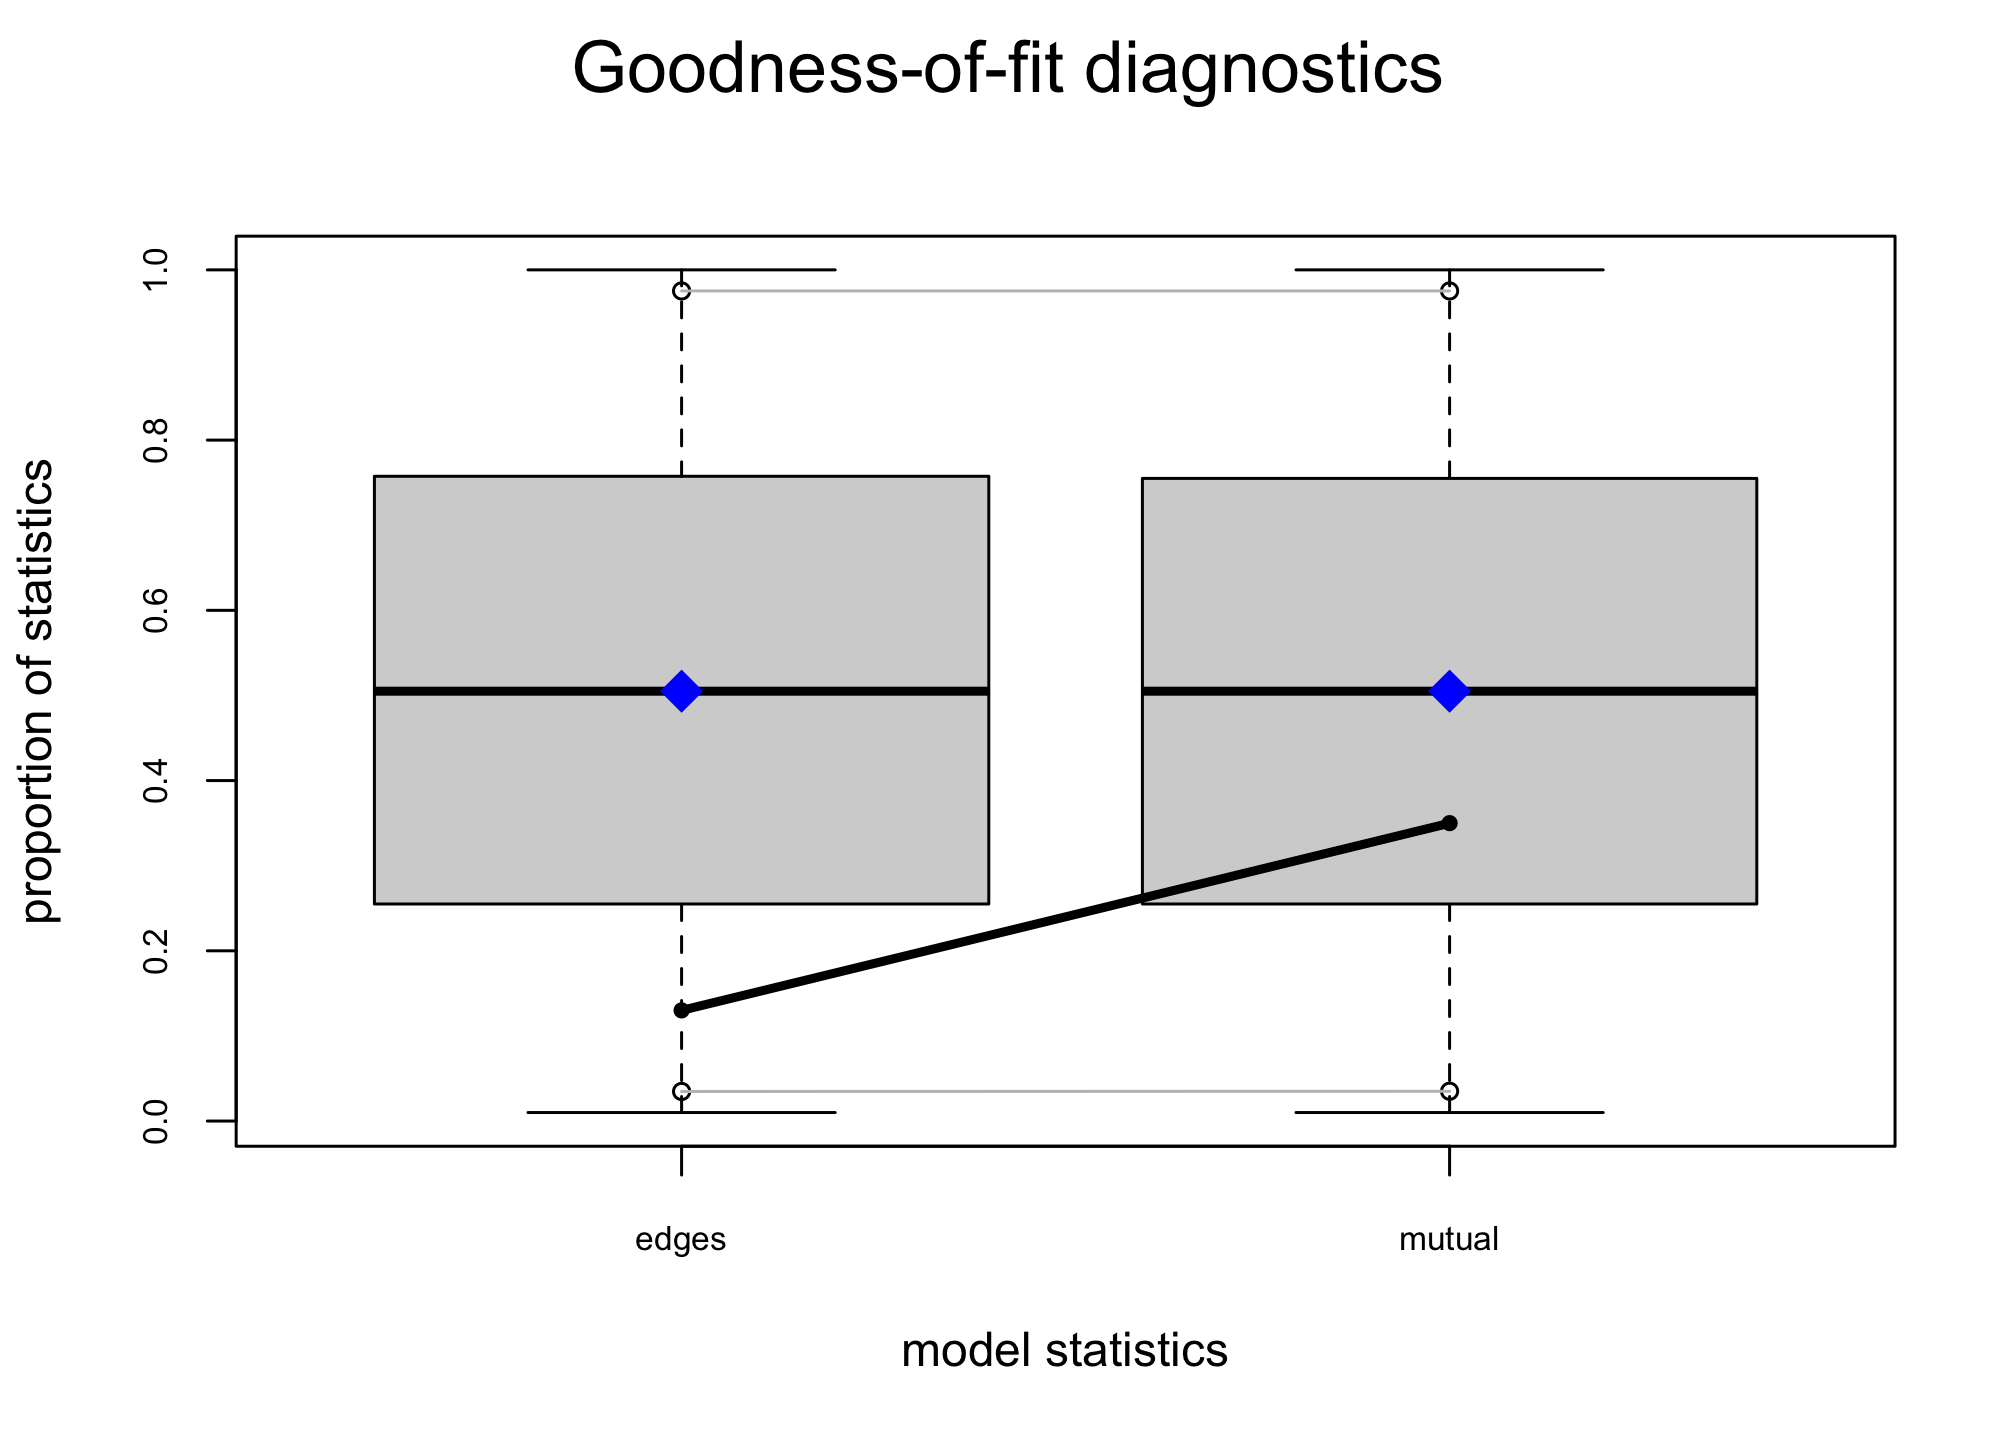 Goodness-of-fit diagnostics
proportion of statistics
1.0
0.8
0.6
0.4
0.2
0.0
edges mutual
model statistics